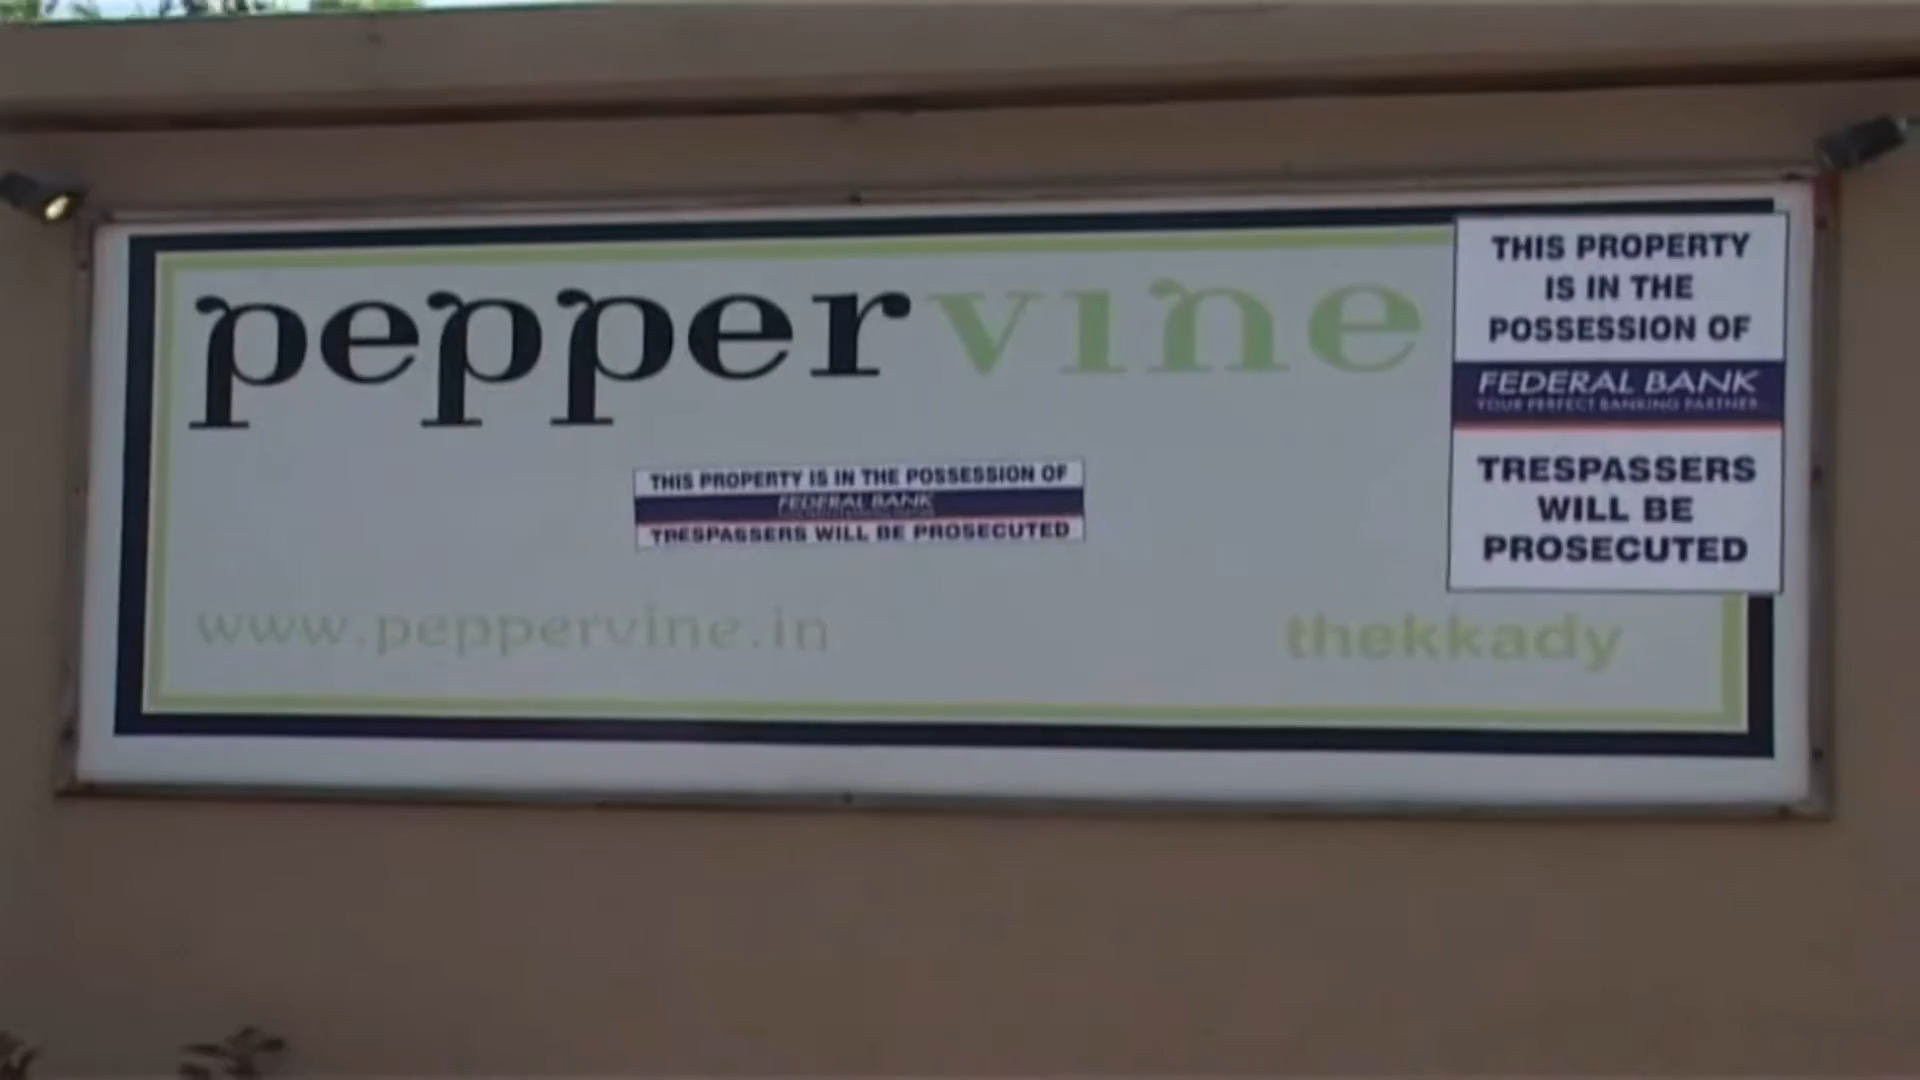 peppervine
THIS PROPERTY
IS IN THE
POSSESSION OF
FEDERAL BANK
YOUR PERFECT BANKING PARTNER
TRESPASSERS
WILL BE
PROSECUTED
THIS PROPERTY IS IN THE POSSESSION OF
FEDERAL BANK
TRESPASSERS WILL BE PROSECUTED
www.peppervine.in
thekkady